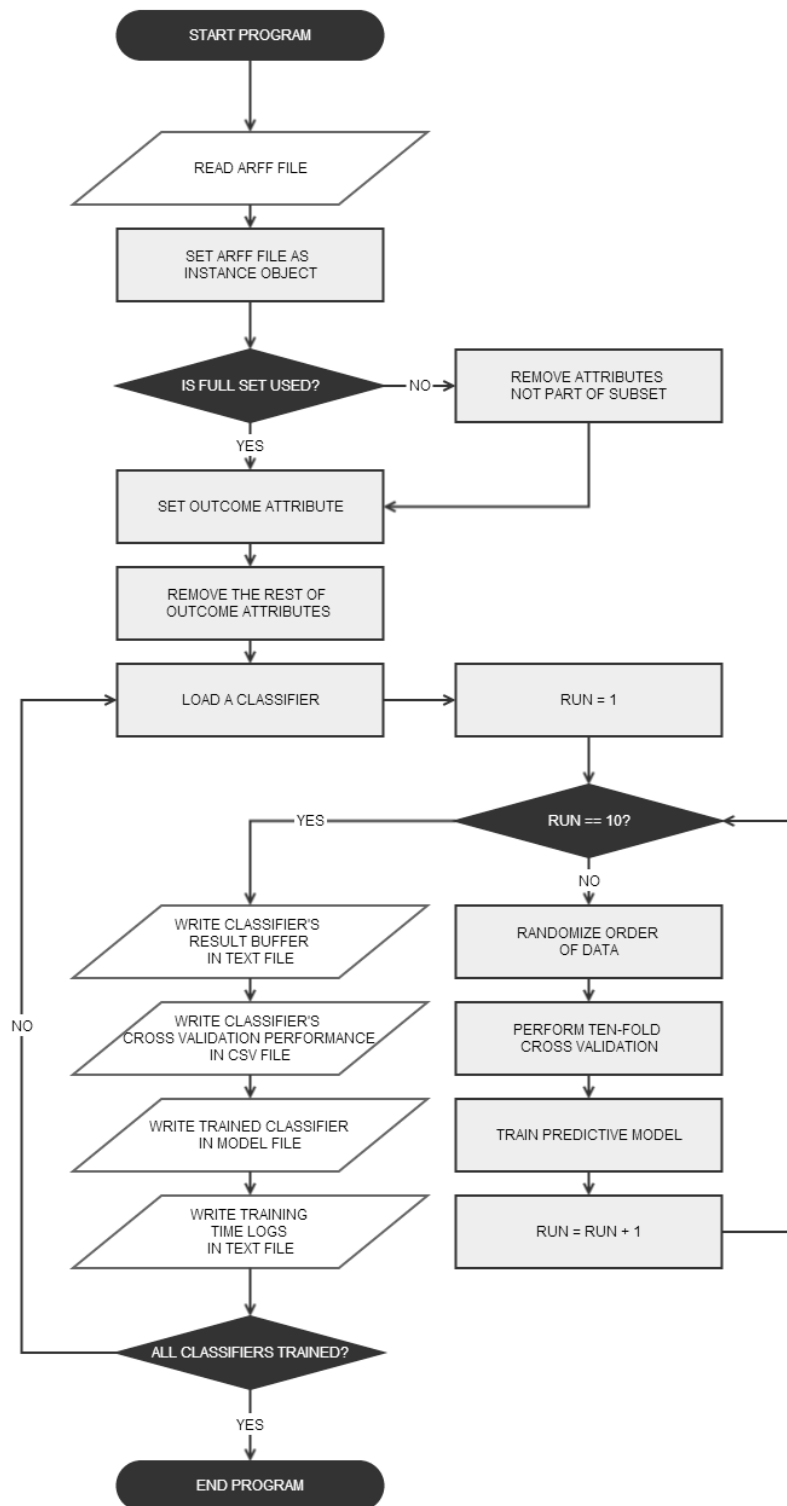 START PROGRAM
READ ARFF FILE
SET ARFF FILE AS
INSTANCE OBJECT
IS FULL SET USED?
NO
REMOVE ATTRIBUTES
NOT PART OF SUBSET
YES
SET OUTCOME ATTRIBUTE
REMOVE THE REST OF
OUTCOME ATTRIBUTES
LOAD A CLASSIFIER
RUN = 1
RUN == 10?
YES
NO
WRITE CLASSIFIER'S
RESULT BUFFER
IN TEXT FILE
RANDOMIZE ORDER
OF DATA
WRITE CLASSIFIER'S
CROSS VALIDATION PERFORMANCE
IN CSV FILE
PERFORM TEN-FOLD
CROSS VALIDATION
NO
WRITE TRAINED CLASSIFIER
IN MODEL FILE
TRAIN PREDICTIVE MODEL
WRITE TRAINING
TIME LOGS
IN TEXT FILE
RUN = RUN + 1
ALL CLASSIFIERS TRAINED?
YES
END PROGRAM